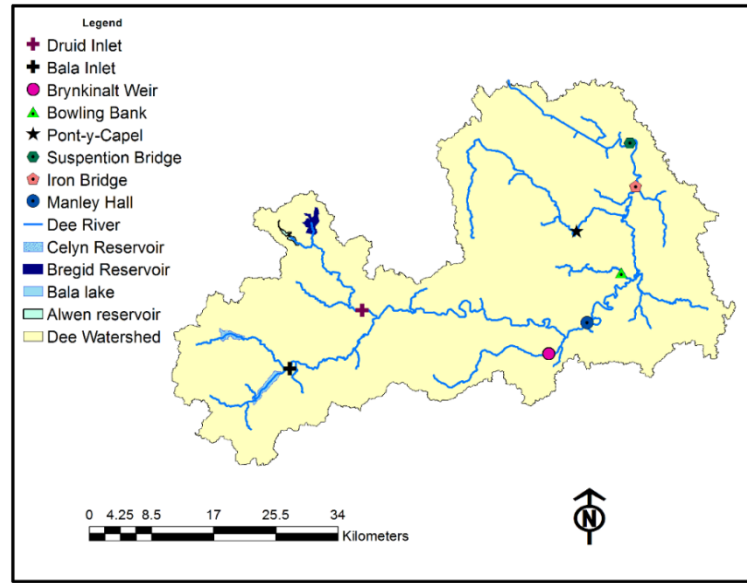 Legend
Druid Inlet
Bala Inlet
Brynkinalt Weir
Bowling Bank
Pont-y-Capel
Suspention Bridge
Iron Bridge
Manley Hall
Dee River
Celyn Reservoir
Bregid Reservoir
Bala lake
Alwen reservoir
Dee Watershed
0 4.25 8.5 17 25.5 34
Kilometers
N